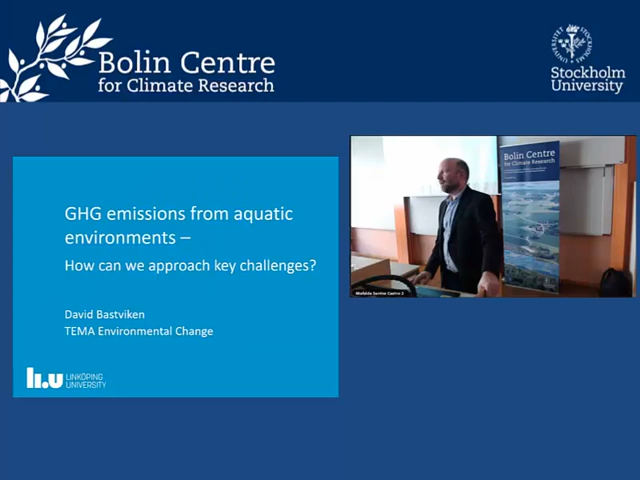 Bolin Centre
for Climate Research
Stockholm
University
GHG emissions from aquatic
environments –
How can we approach key challenges?
David Bastviken
TEMA Environmental Change
LINKÖPING
UNIVERSITY
Bolin Centre
for Climate Research